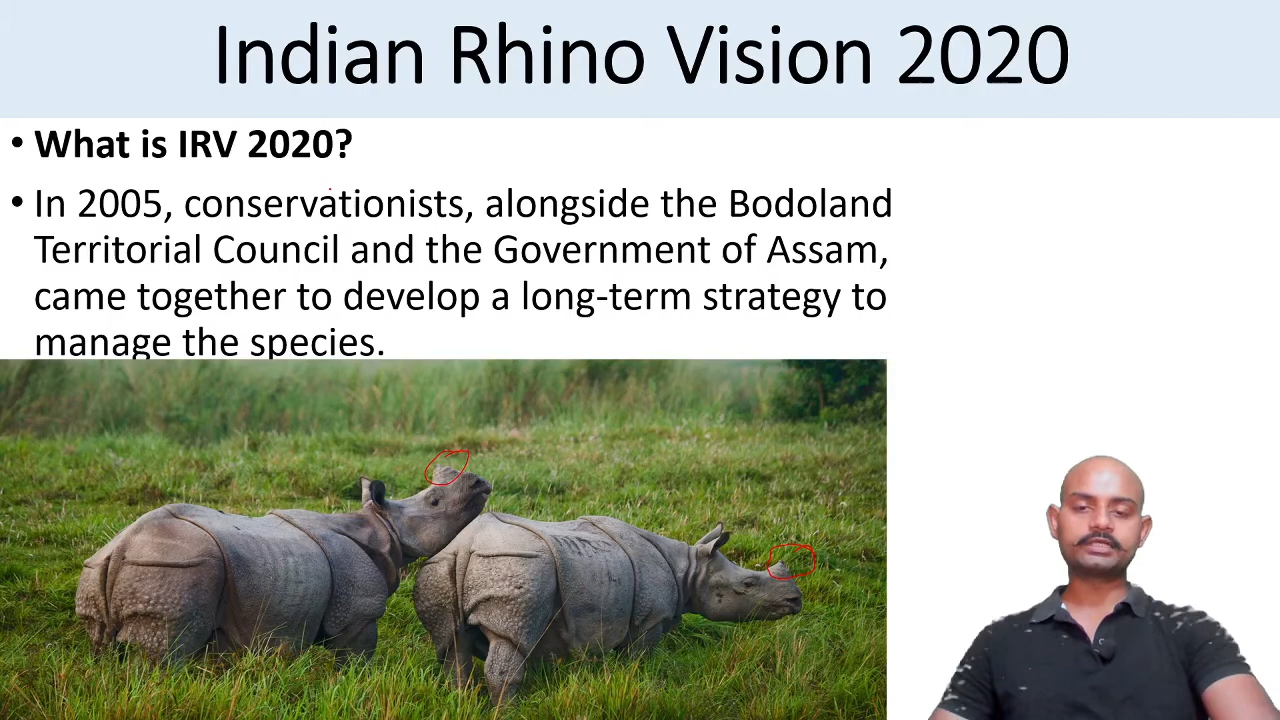 Indian Rhino Vision 2020
• What is IRV 2020?
• In 2005, conservationists, alongside the Bodoland
Territorial Council and the Government of Assam,
came together to develop a long-term strategy to
manage the species.